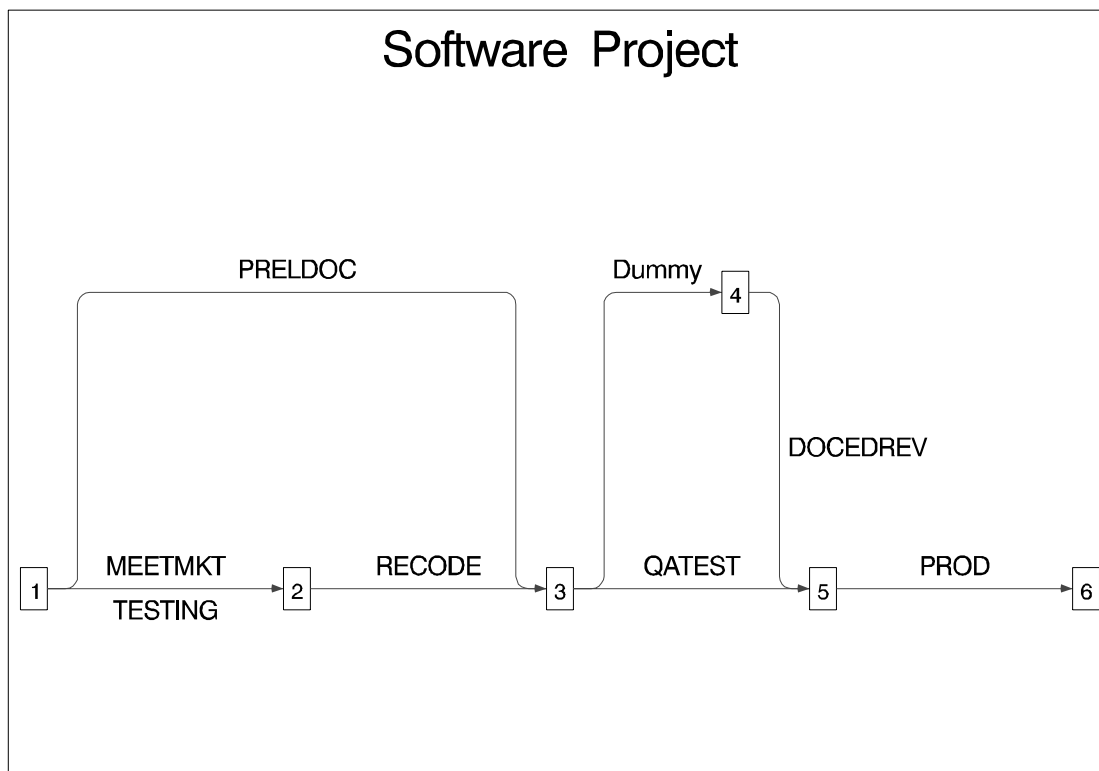 Software Project
PRELDOC
Dummy
4
DOCEDREV
MEETMKT
RECODE
QATEST
PROD
1
2
3
5
6
TESTING